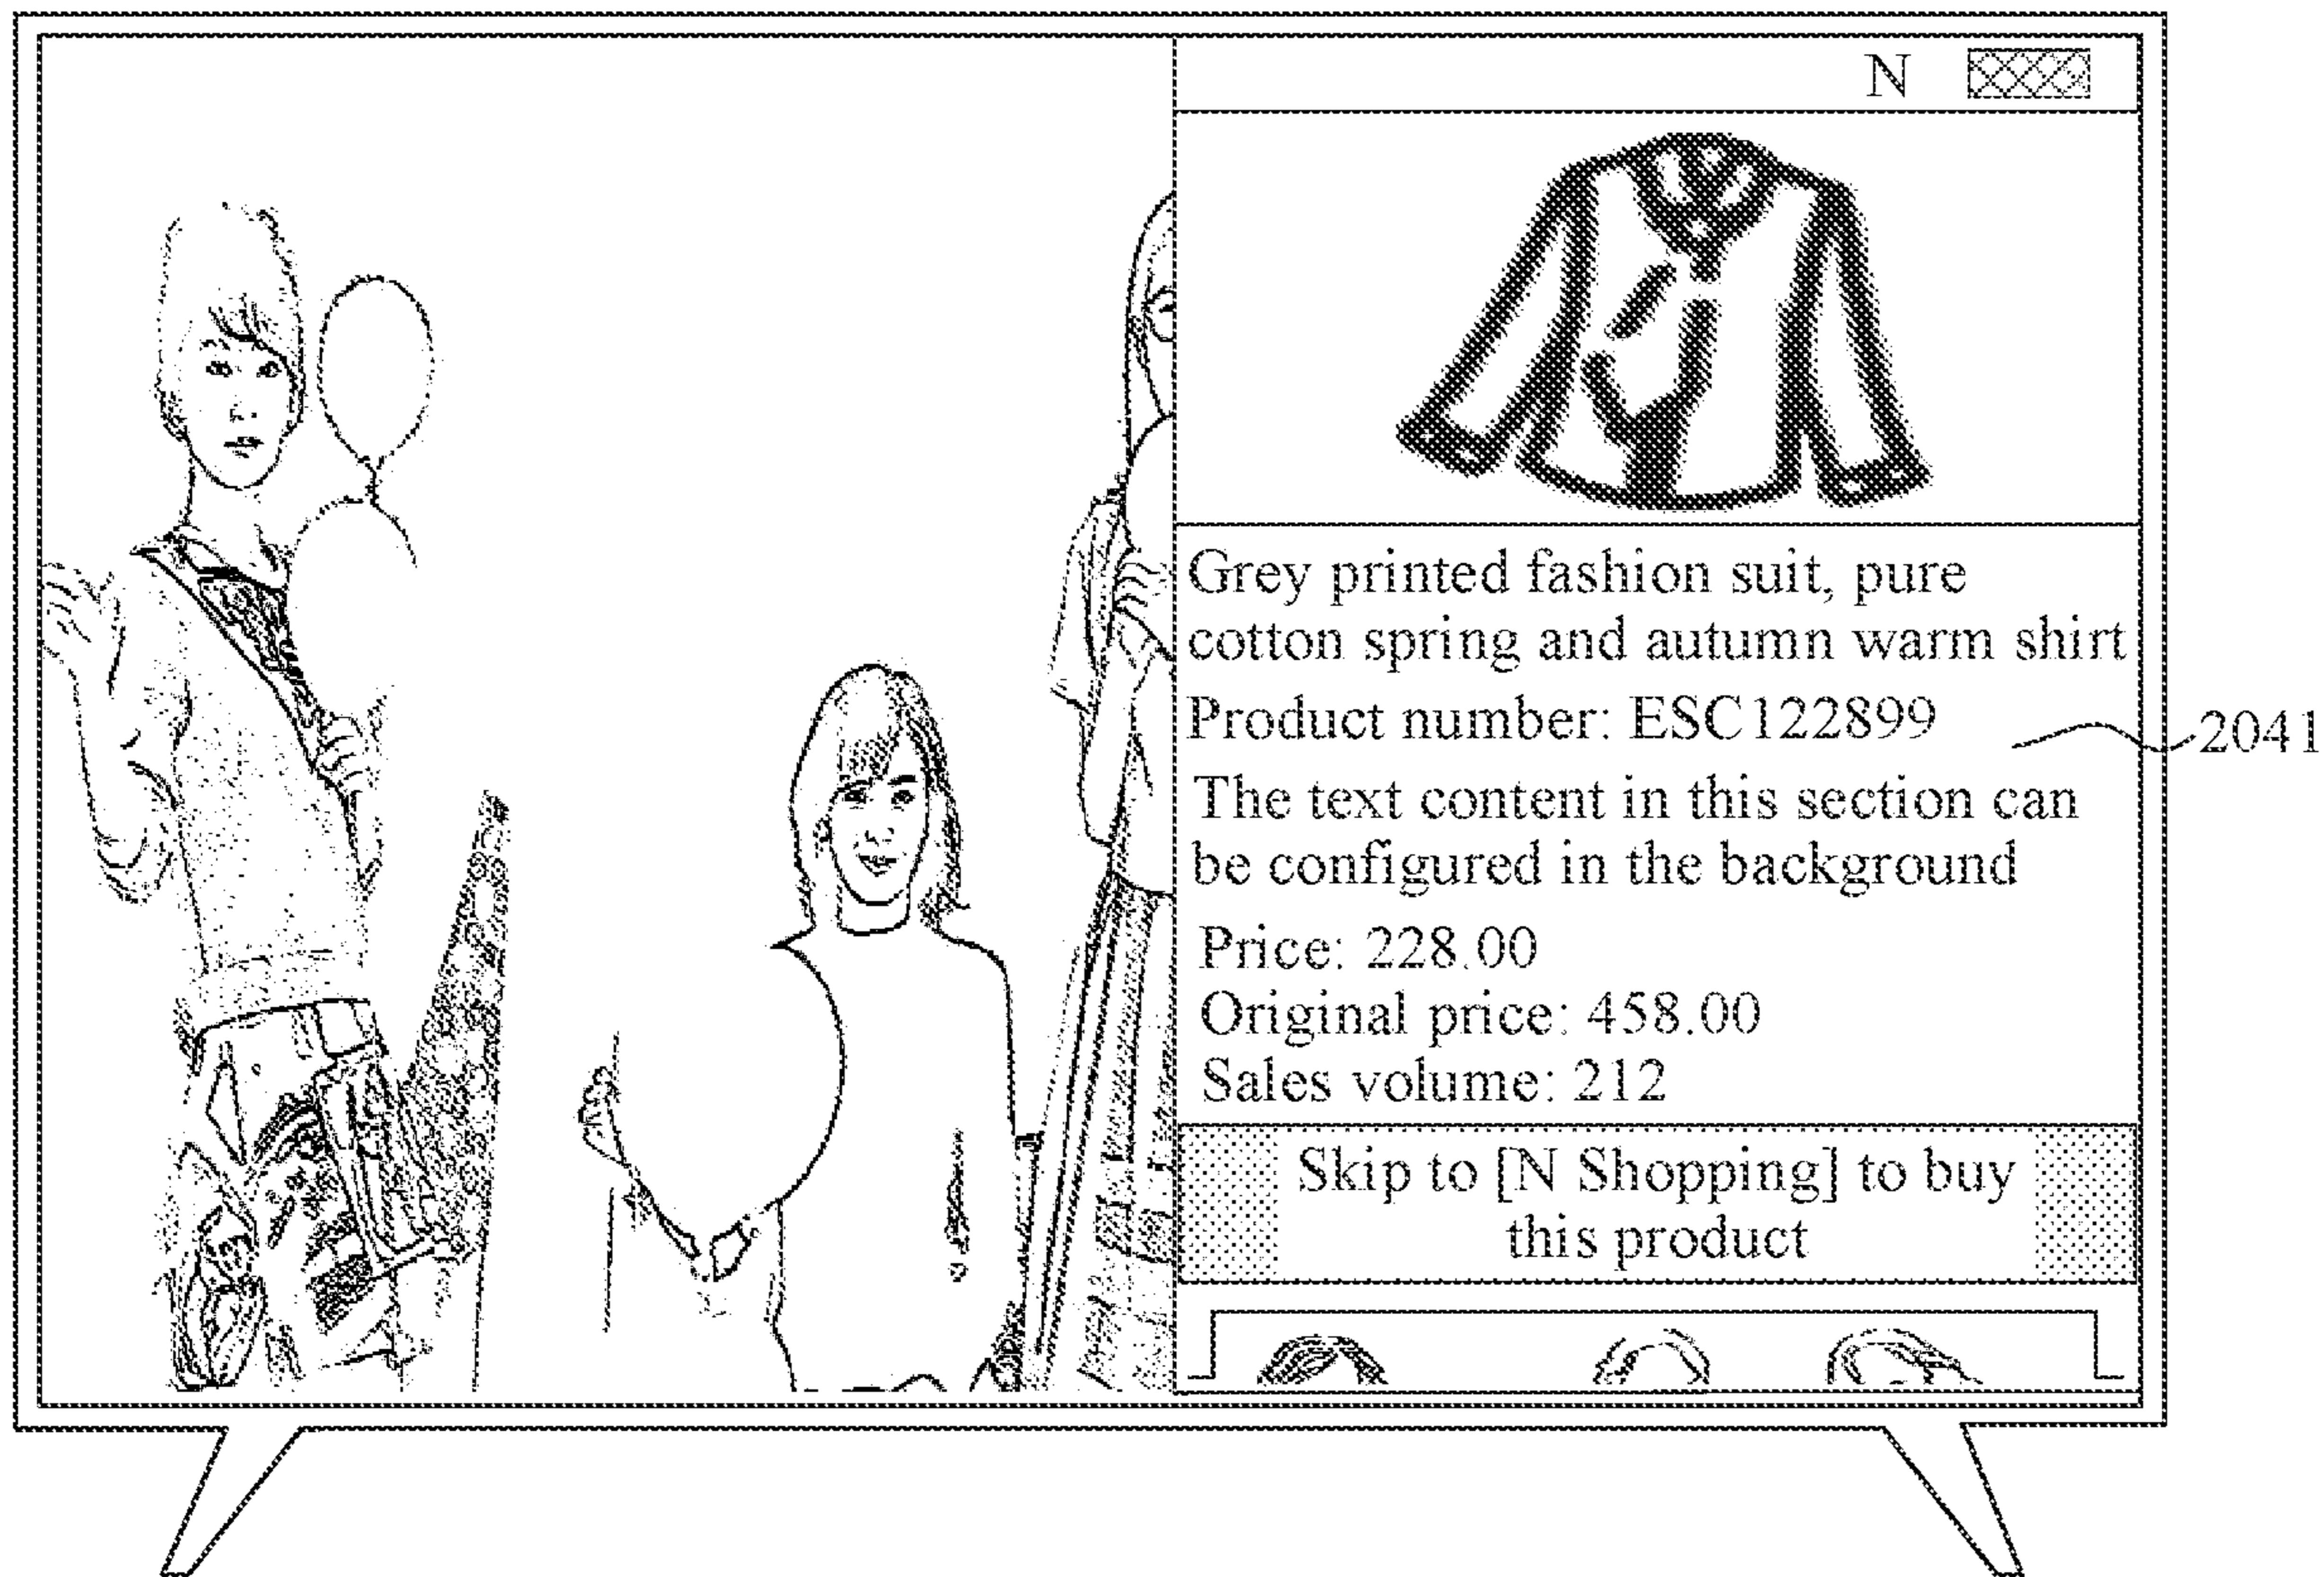 N
Grey printed fashion suit, pure
cotton spring and autumn warm shirt
Product number: ESC122899
2041
The text content in this section can
be configured in the background
Price: 228.00
Original price: 458.00
Sales volume: 212
Skip to [N Shopping] to buy
this product